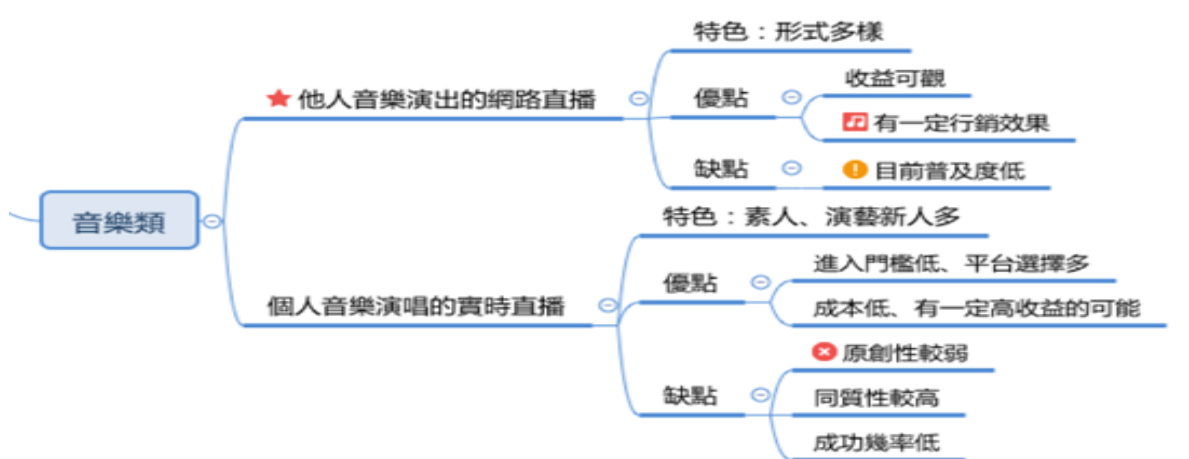 音樂類
他人音樂演出的網路直播
特色：形式多樣
優點
收益可觀
有一定行銷效果
缺點
目前普及度低
個人音樂演唱的實時直播
特色：素人、演藝新人多
優點
進入門檻低、平台選擇多
成本低、有一定高收益的可能
缺點
原創性較弱
同質性較高
成功幾率低